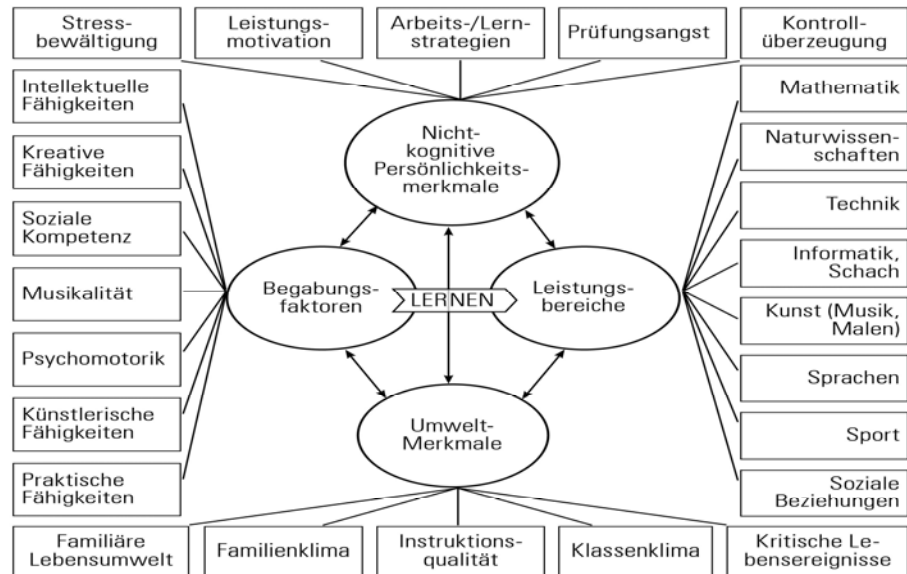 Stress-
bewältigung
Leistungs-
motivation
Arbeits-/Lern-
strategien
Prüfungsangst
Kontroll-
überzeugung
Intellektuelle
Fähigkeiten
Kreative
Fähigkeiten
Soziale
Kompetenz
Musikalität
Psychomotorik
Künstlerische
Fähigkeiten
Praktische
Fähigkeiten
Nicht-
kognitive
Persönlichkeits-
merkmale
Begabungs-
faktoren
LERNEN
Leistungs-
bereiche
Umwelt-
Merkmale
Mathematik
Naturwissen-
schaften
Technik
Informatik,
Schach
Kunst (Musik,
Malen)
Sprachen
Sport
Soziale
Beziehungen
Familiäre
Lebensumwelt
Familienklima
Instruktions-
qualität
Klassenklima
Kritische Le-
bensereignisse